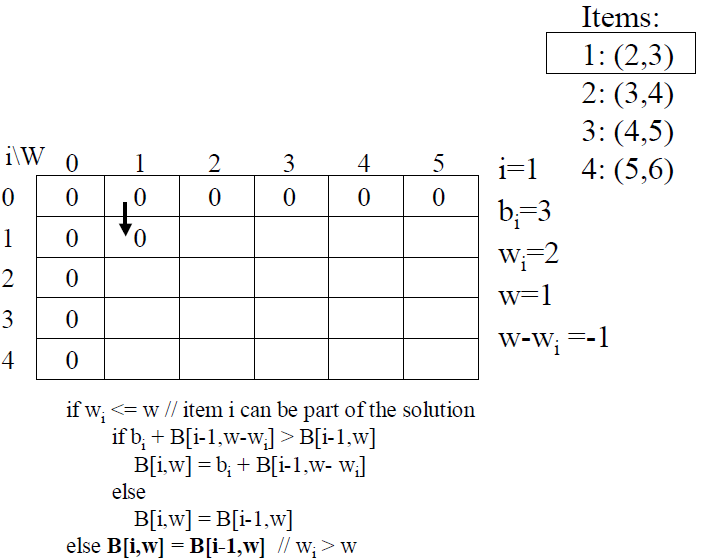 Items:
1: (2,3)
2: (3,4)
3: (4,5)
4: (5,6)
i\W 0 1 2 3 4 5
0 0 0 0 0 0 0
1 0 0
2 0
3 0
4 0
i=1
bᵢ=3
wᵢ=2
w=1
w-wᵢ =-1
if wᵢ <= w // item i can be part of the solution
if bᵢ + B[i-1,w-wᵢ] > B[i-1,w]
B[i,w] = bᵢ + B[i-1,w- wᵢ]
else
B[i,w] = B[i-1,w]
else B[i,w] = B[i-1,w] // wᵢ > w